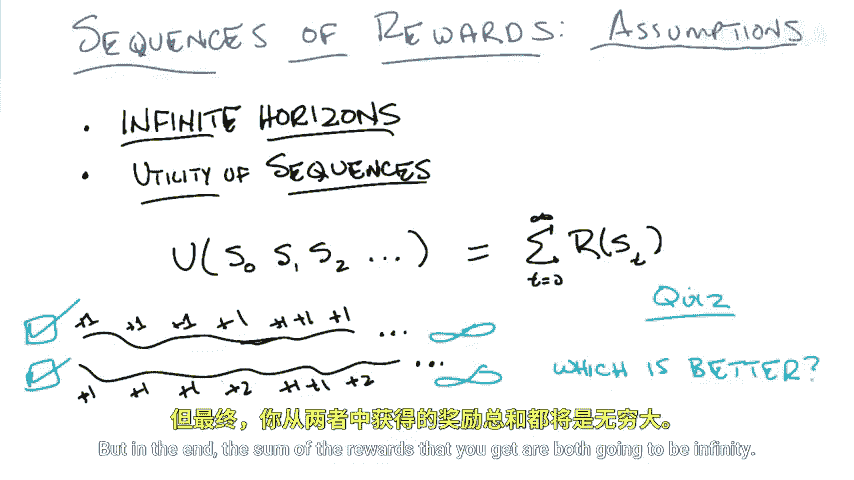 SEQUENCES OF REWARDS: ASSUMPTIONS
• INFINITE HORIZONS
• UTILITY OF SEQUENCES
U(S₀ S₁ S₂ ...) = ∞∑t=0 R(Sₜ)
Quiz
+1 +1 +1 +1 +1 +1 +1 ... ∞
WHICH IS BETTER?
... ∞
+1 +1 +1 +2 +1 +1 +2
但最终，你从两者中获得的奖励总和都将是无穷大。
But in the end, the sum of the rewards that you get are both going to be infinity.